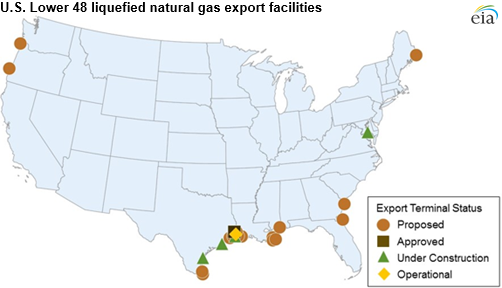 U.S. Lower 48 liquefied natural gas export facilities
eia
Export Terminal Status
Proposed
Approved
Under Construction
Operational